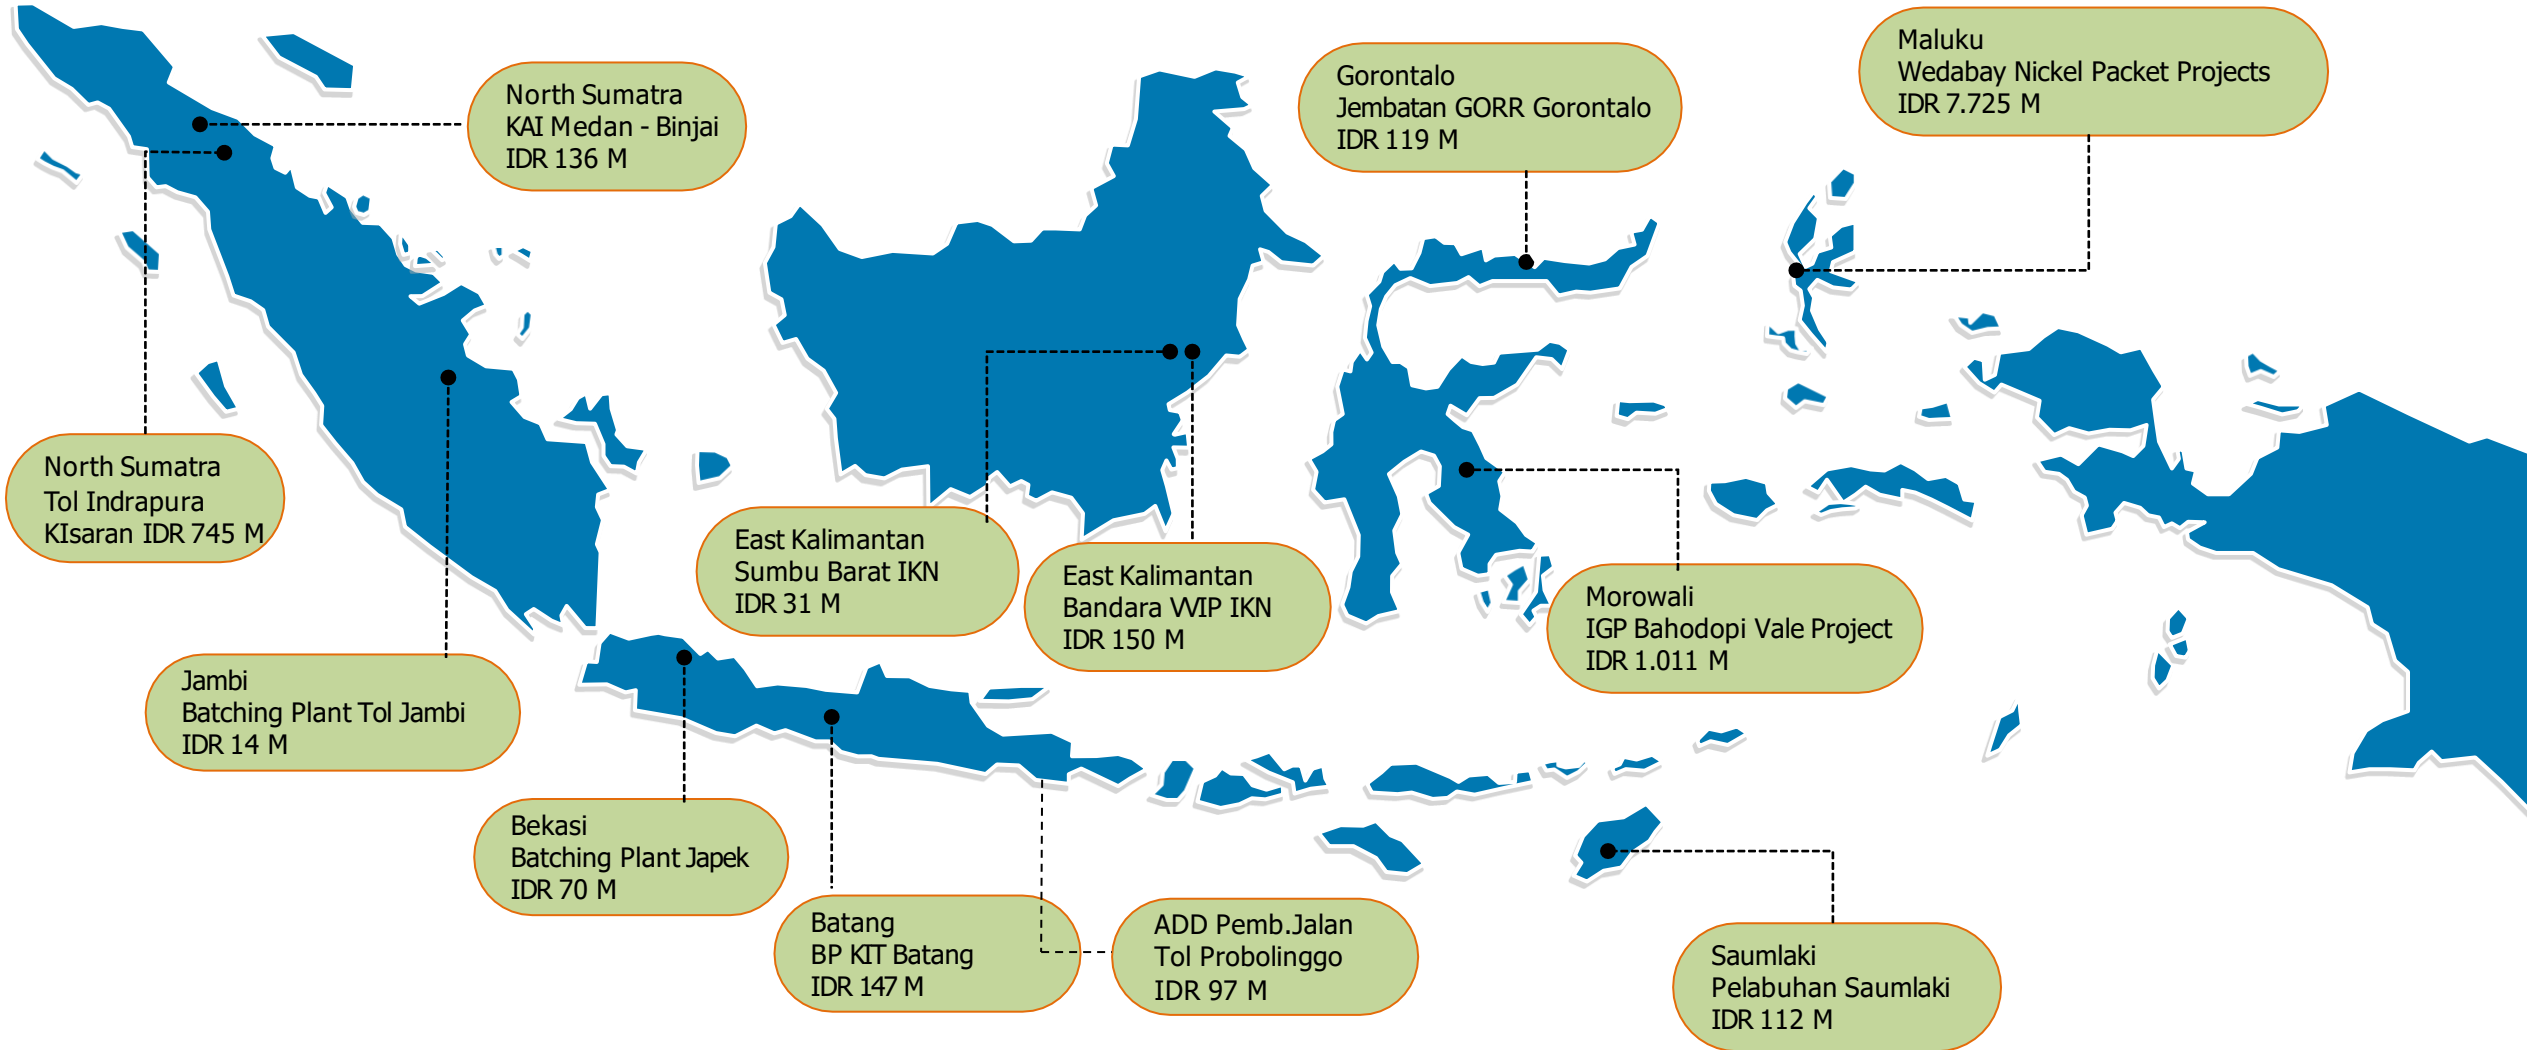 Maluku
Wedabay Nickel Packet Projects
IDR 7.725 M
Gorontalo
Jembatan GORR Gorontalo
IDR 119 M
North Sumatra
KAI Medan - Binjai
IDR 136 M
North Sumatra
Tol Indrapura
KIsaran IDR 745 M
East Kalimantan
Sumbu Barat IKN
IDR 31 M
East Kalimantan
Bandara VVIP IKN
IDR 150 M
Morowali
IGP Bahodopi Vale Project
IDR 1.011 M
Jambi
Batching Plant Tol Jambi
IDR 14 M
Bekasi
Batching Plant Japek
IDR 70 M
Batang
BP KIT Batang
IDR 147 M
ADD Pemb.Jalan
Tol Probolinggo
IDR 97 M
Saumlaki
Pelabuhan Saumlaki
IDR 112 M